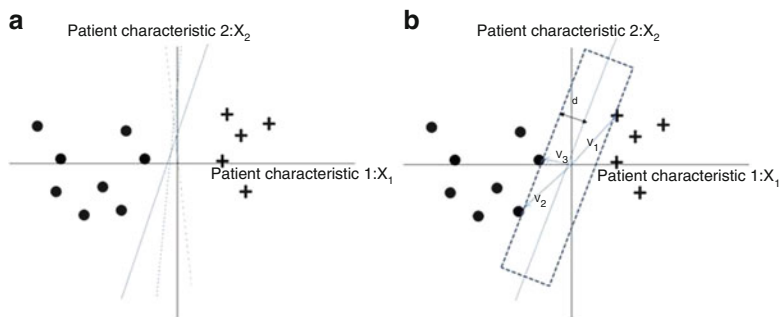 a
Patient characteristic 2:X₂
Patient characteristic 1:X₁
b
Patient characteristic 2:X₂
d
V₁
V₃
Patient characteristic 1:X₁
V₂